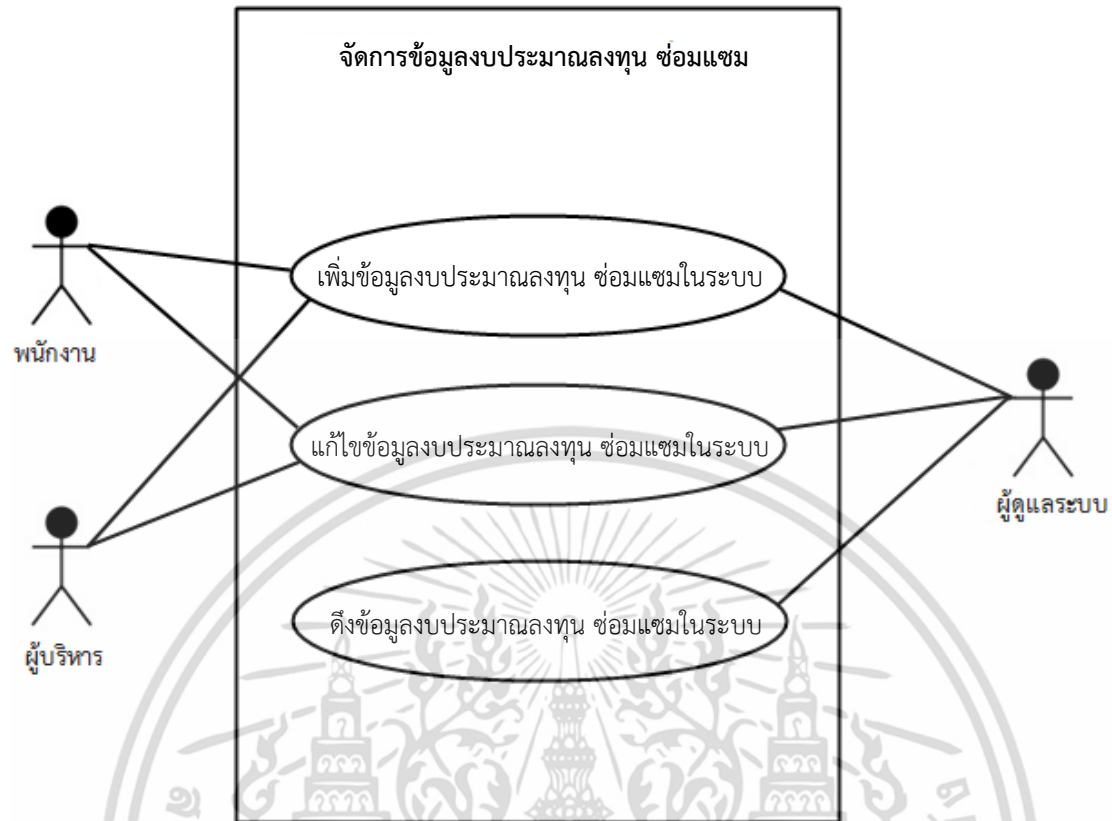 จัดการข้อมูลงบประมาณลงทุน ซ่อมแซม
เพิ่มข้อมูลงบประมาณลงทุน ซ่อมแซมในระบบ
พนักงาน
แก้ไขข้อมูลงบประมาณลงทุน ซ่อมแซมในระบบ
ผู้ดูแลระบบ
ดึงข้อมูลงบประมาณลงทุน ซ่อมแซมในระบบ
ผู้บริหาร